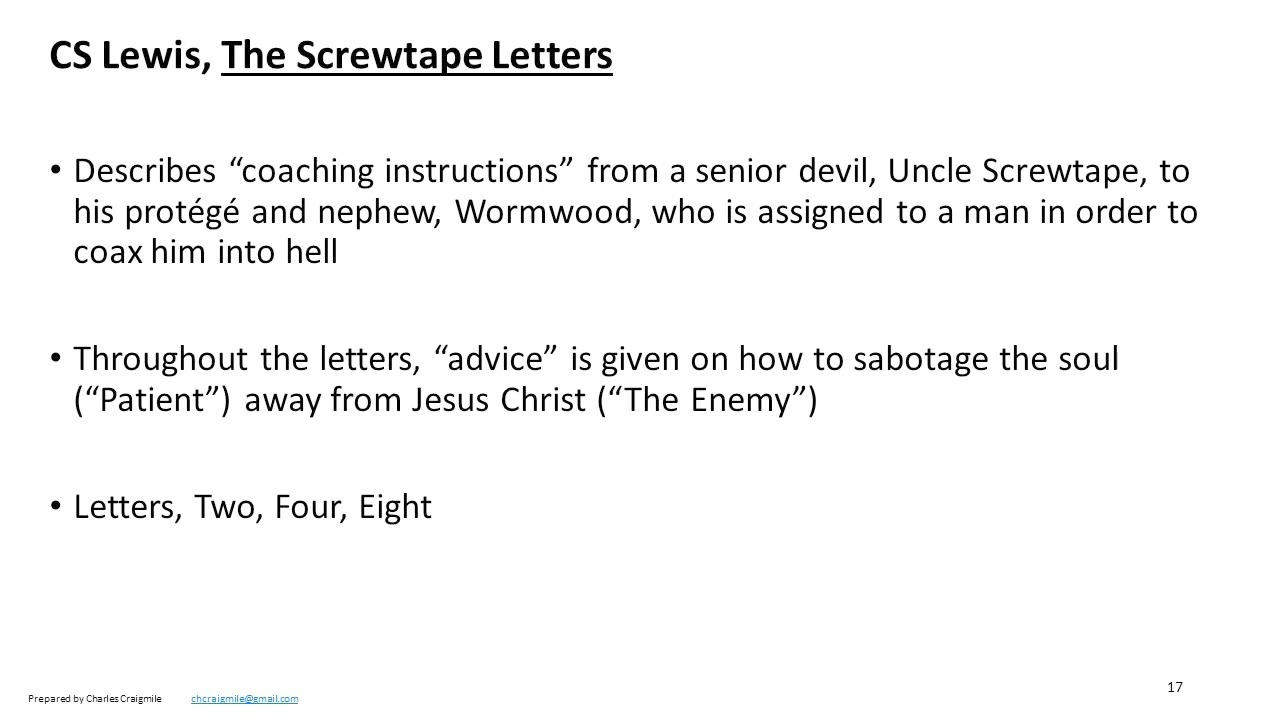 CS Lewis, The Screwtape Letters
• Describes “coaching instructions” from a senior devil, Uncle Screwtape, to
his protégé and nephew, Wormwood, who is assigned to a man in order to
coax him into hell
• Throughout the letters, “advice” is given on how to sabotage the soul
(“Patient”) away from Jesus Christ (“The Enemy”)
• Letters, Two, Four, Eight
Prepared by Charles Craigmile chcraigmile@gmail.com
17